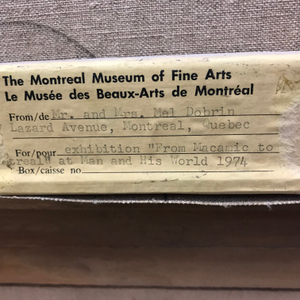 The Montreal Museum of Fine Arts
Le Musée des Beaux-Arts de Montréal
From/de Mr. and Mrs. Mel Dobrin
Lazard Avenue, Montreal, Quebec
For/pour exhibition "From Macamic to
treal" at Man and His World 1974
Box/caisse no.